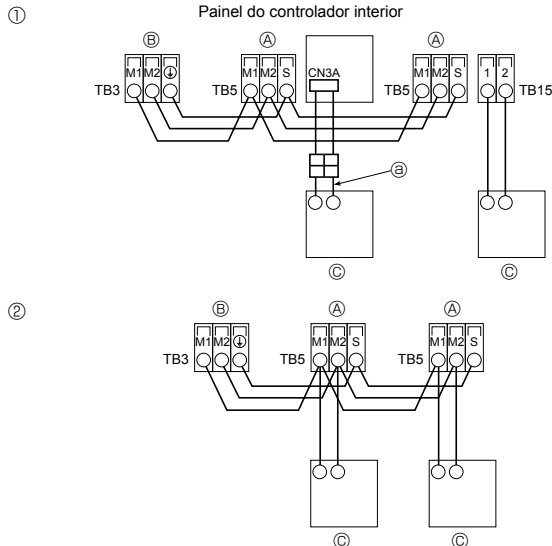 ① Painel do controlador interior
Ⓑ Ⓐ Ⓐ
TB3 M1 M2 ⏚ TB5 M1 M2 S CN3A TB5 M1 M2 S 1 2 TB15
ⓐ
Ⓒ Ⓒ
② Ⓑ Ⓐ Ⓐ
TB3 M1 M2 ⏚ TB5 M1 M2 S TB5 M1 M2 S
Ⓒ Ⓒ